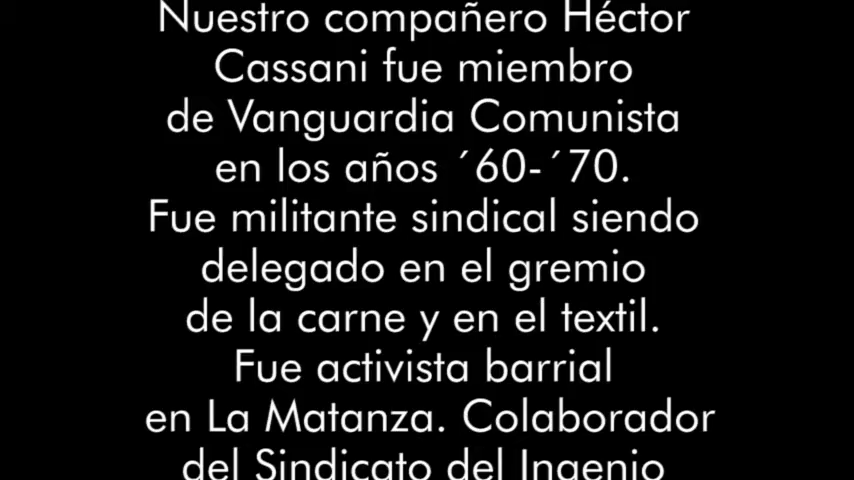 Nuestro compañero Héctor
Cassani fue miembro
de Vanguardia Comunista
en los años ´60-´70.
Fue militante sindical siendo
delegado en el gremio
de la carne y en el textil.
Fue activista barrial
en La Matanza. Colaborador
del Sindicato del Ingenio